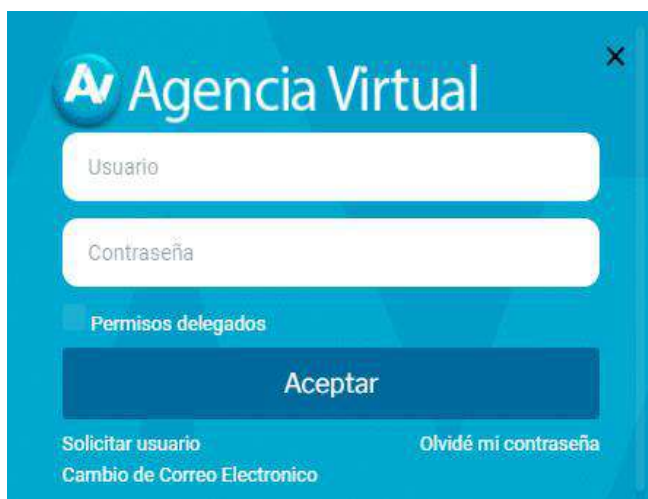 AV Agencia Virtual
Usuario
Contraseña
Permisos delegados
Aceptar
Solicitar usuario Olvidé mi contraseña
Cambio de Correo Electronico